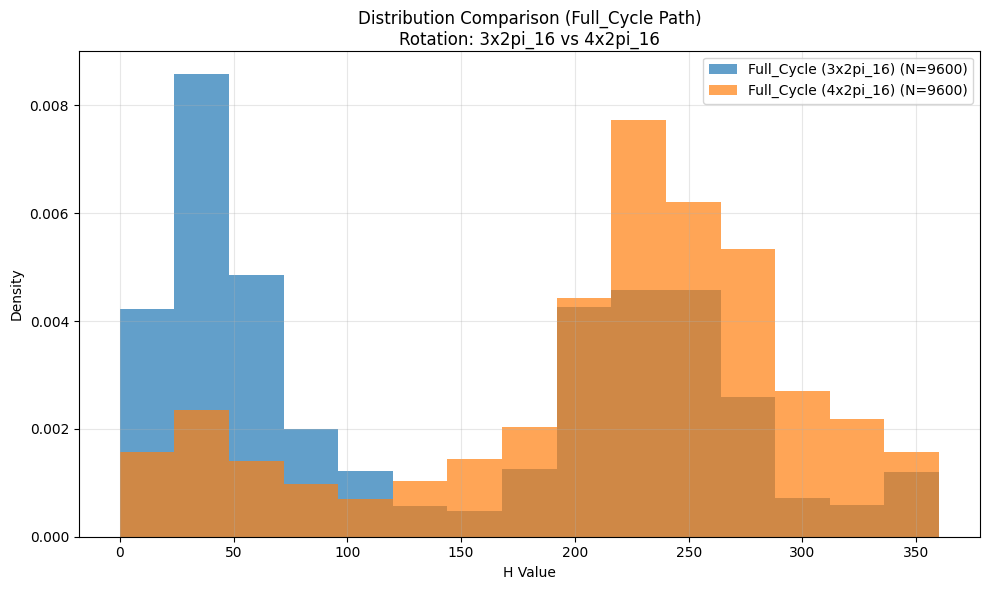 Distribution Comparison (Full_Cycle Path)
Rotation: 3x2pi_16 vs 4x2pi_16
Full_Cycle (3x2pi_16) (N=9600)
Full_Cycle (4x2pi_16) (N=9600)
Density
0.008
0.006
0.004
0.002
0.000
0 50 100 150 200 250 300 350
H Value